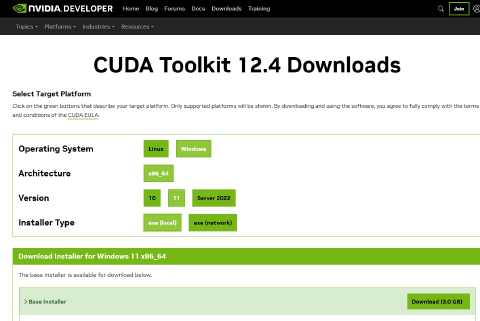 NVIDIA.DEVELOPER Home Blog Forums Docs Downloads Training Join
Topics Platforms Industries Resources
CUDA Toolkit 12.4 Downloads
Select Target Platform
Click on the green buttons that describe your target platform. Only supported platforms will be shown. By downloading and using the software, you agree to fully comply with the terms
and conditions of the CUDA EULA.
Operating System Linux Windows
Architecture x86_64
Version 10 11 Server 2022
Installer Type exe (local) exe (network)
Download Installer for Windows 11 x86_64
The base installer is available for download below.
> Base Installer Download (3.0 GB)